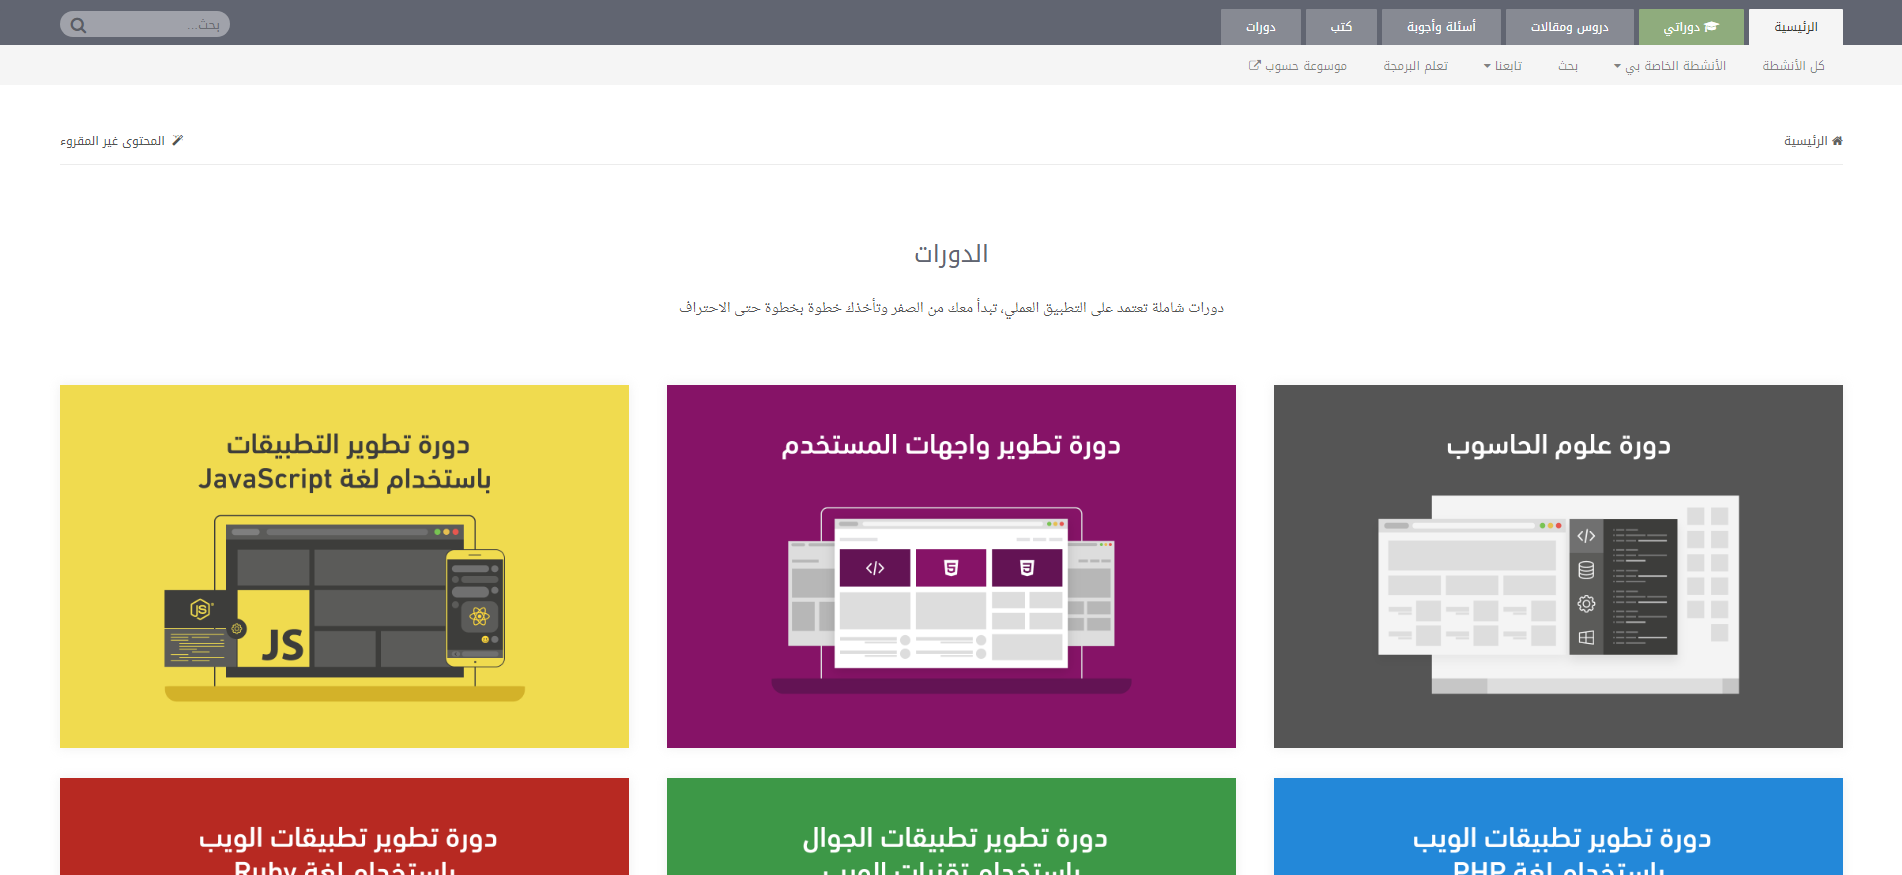 الرئيسية
دوراتي
دروس ومقالات
أسئلة وأجوبة
كتب
دورات
بحث...
كل الأنشطة
الأنشطة الخاصة بي
بحث
تابعنا
تعلم البرمجة
موسوعة حسوب
الرئيسية
المحتوى غير المقروء
الدورات
دورات شاملة تعتمد على التطبيق العملي، تبدأ معك من الصفر وتأخذك خطوة بخطوة حتى الاحتراف
دورة علوم الحاسوب
دورة تطوير واجهات المستخدم
دورة تطوير التطبيقات
باستخدام لغة JavaScript
JS
JS
دورة تطوير تطبيقات الويب
باستخدام لغة PHP
دورة تطوير تطبيقات الجوال
باستخدام تقنيات الويب
دورة تطوير تطبيقات الويب
باستخدام لغة Ruby